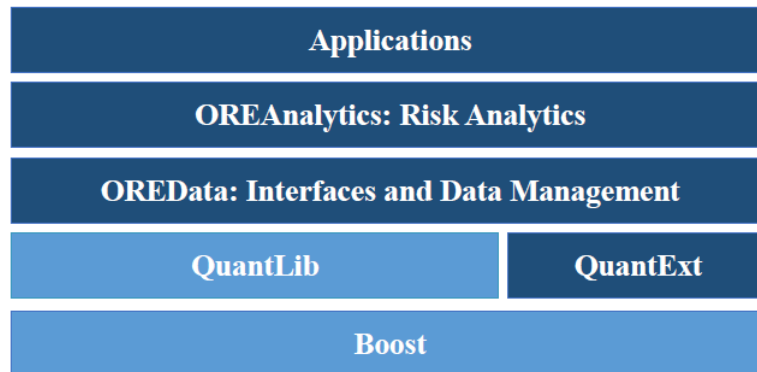 Applications
OREAnalytics: Risk Analytics
OREData: Interfaces and Data Management
QuantLib
QuantExt
Boost